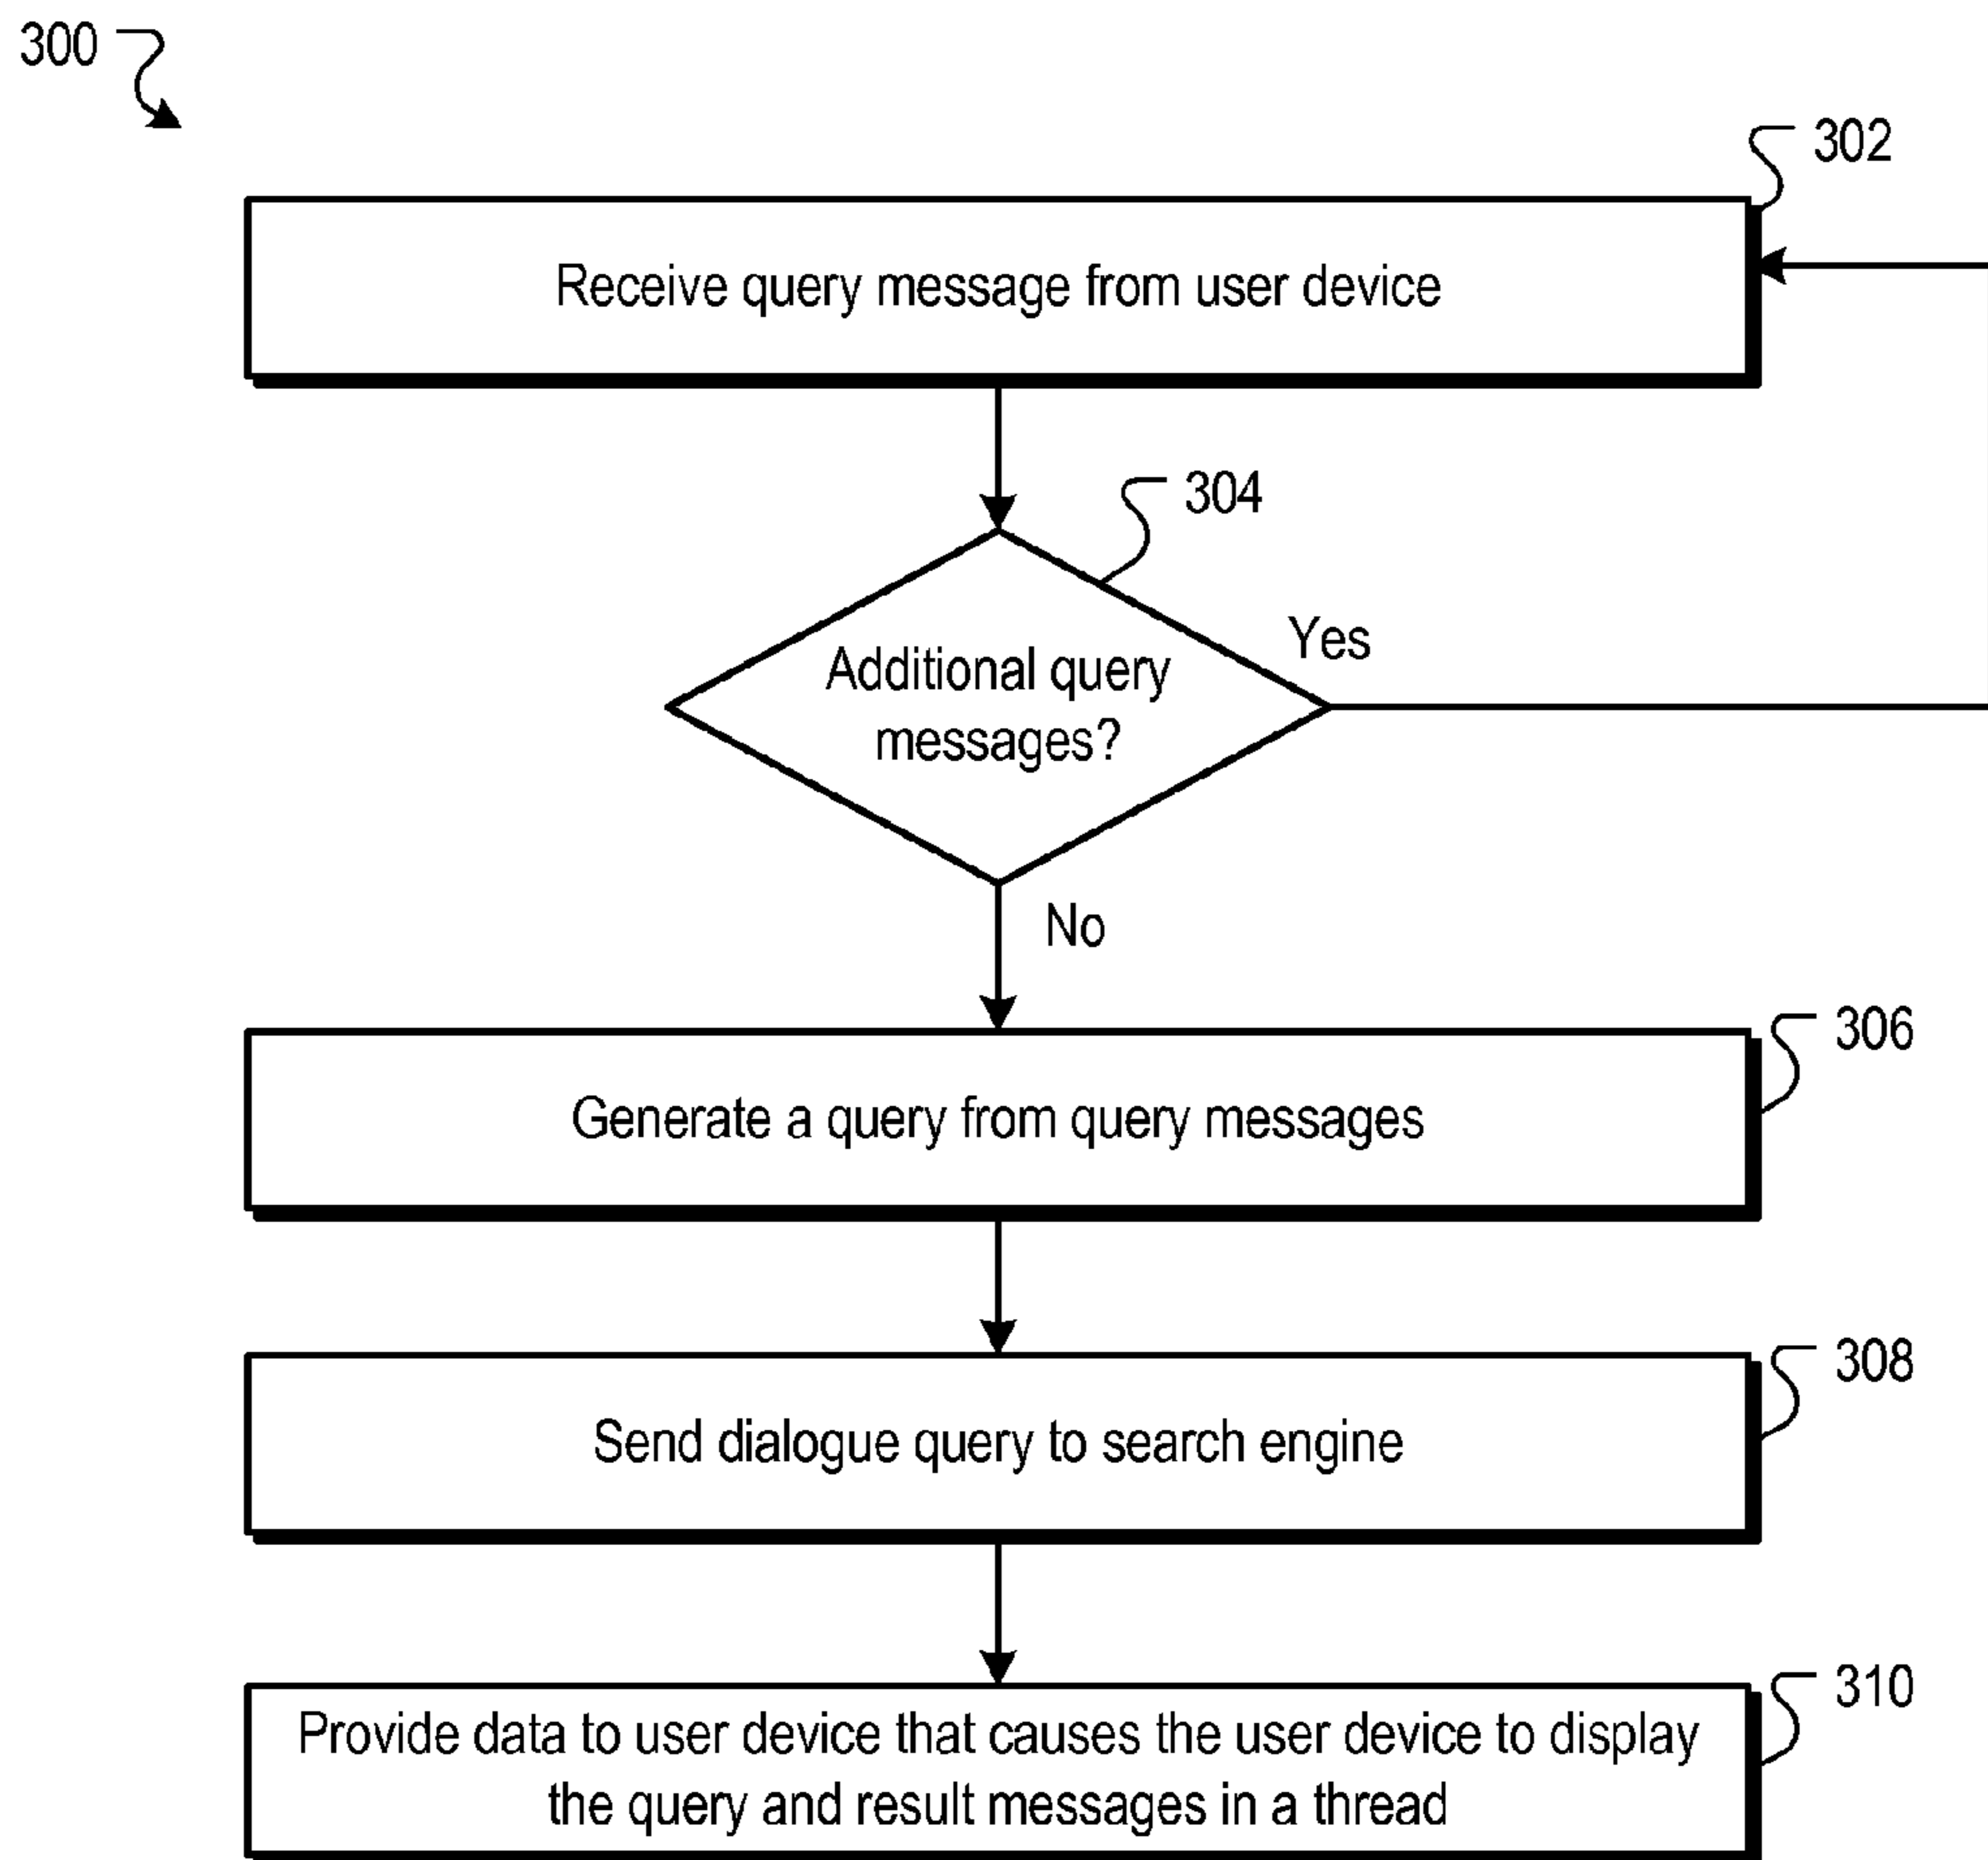 300
302
Receive query message from user device
304
Yes
Additional query
messages?
No
306
Generate a query from query messages
308
Send dialogue query to search engine
310
Provide data to user device that causes the user device to display
the query and result messages in a thread